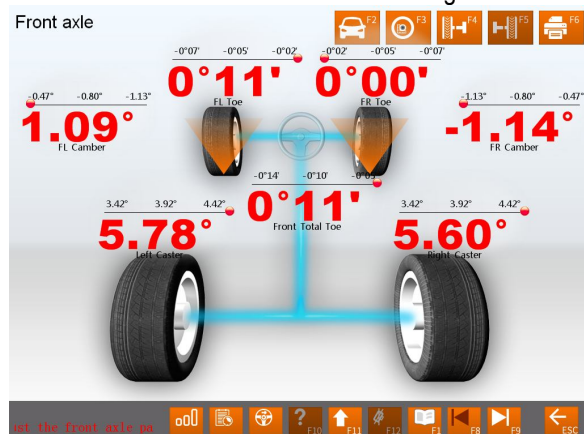 Front axle
F2 F3 F4 F5 F6
-0°07' -0°05' -0°02' -0°02' -0°05' -0°07'
0°11' 0°00'
FL Toe FR Toe
-0.47° -0.80° -1.13° -1.13° -0.80° -0.47°
1.09° -1.14°
FL Camber FR Camber
-0°14' -0°10'
0°11'
Front Total Toe
3.42° 3.92° 4.42° 3.42° 3.92° 4.42°
5.78° 5.60°
Left Caster Right Caster
ust the front axle pa
? F10 F11 F12 F1 F8 F9 ESC